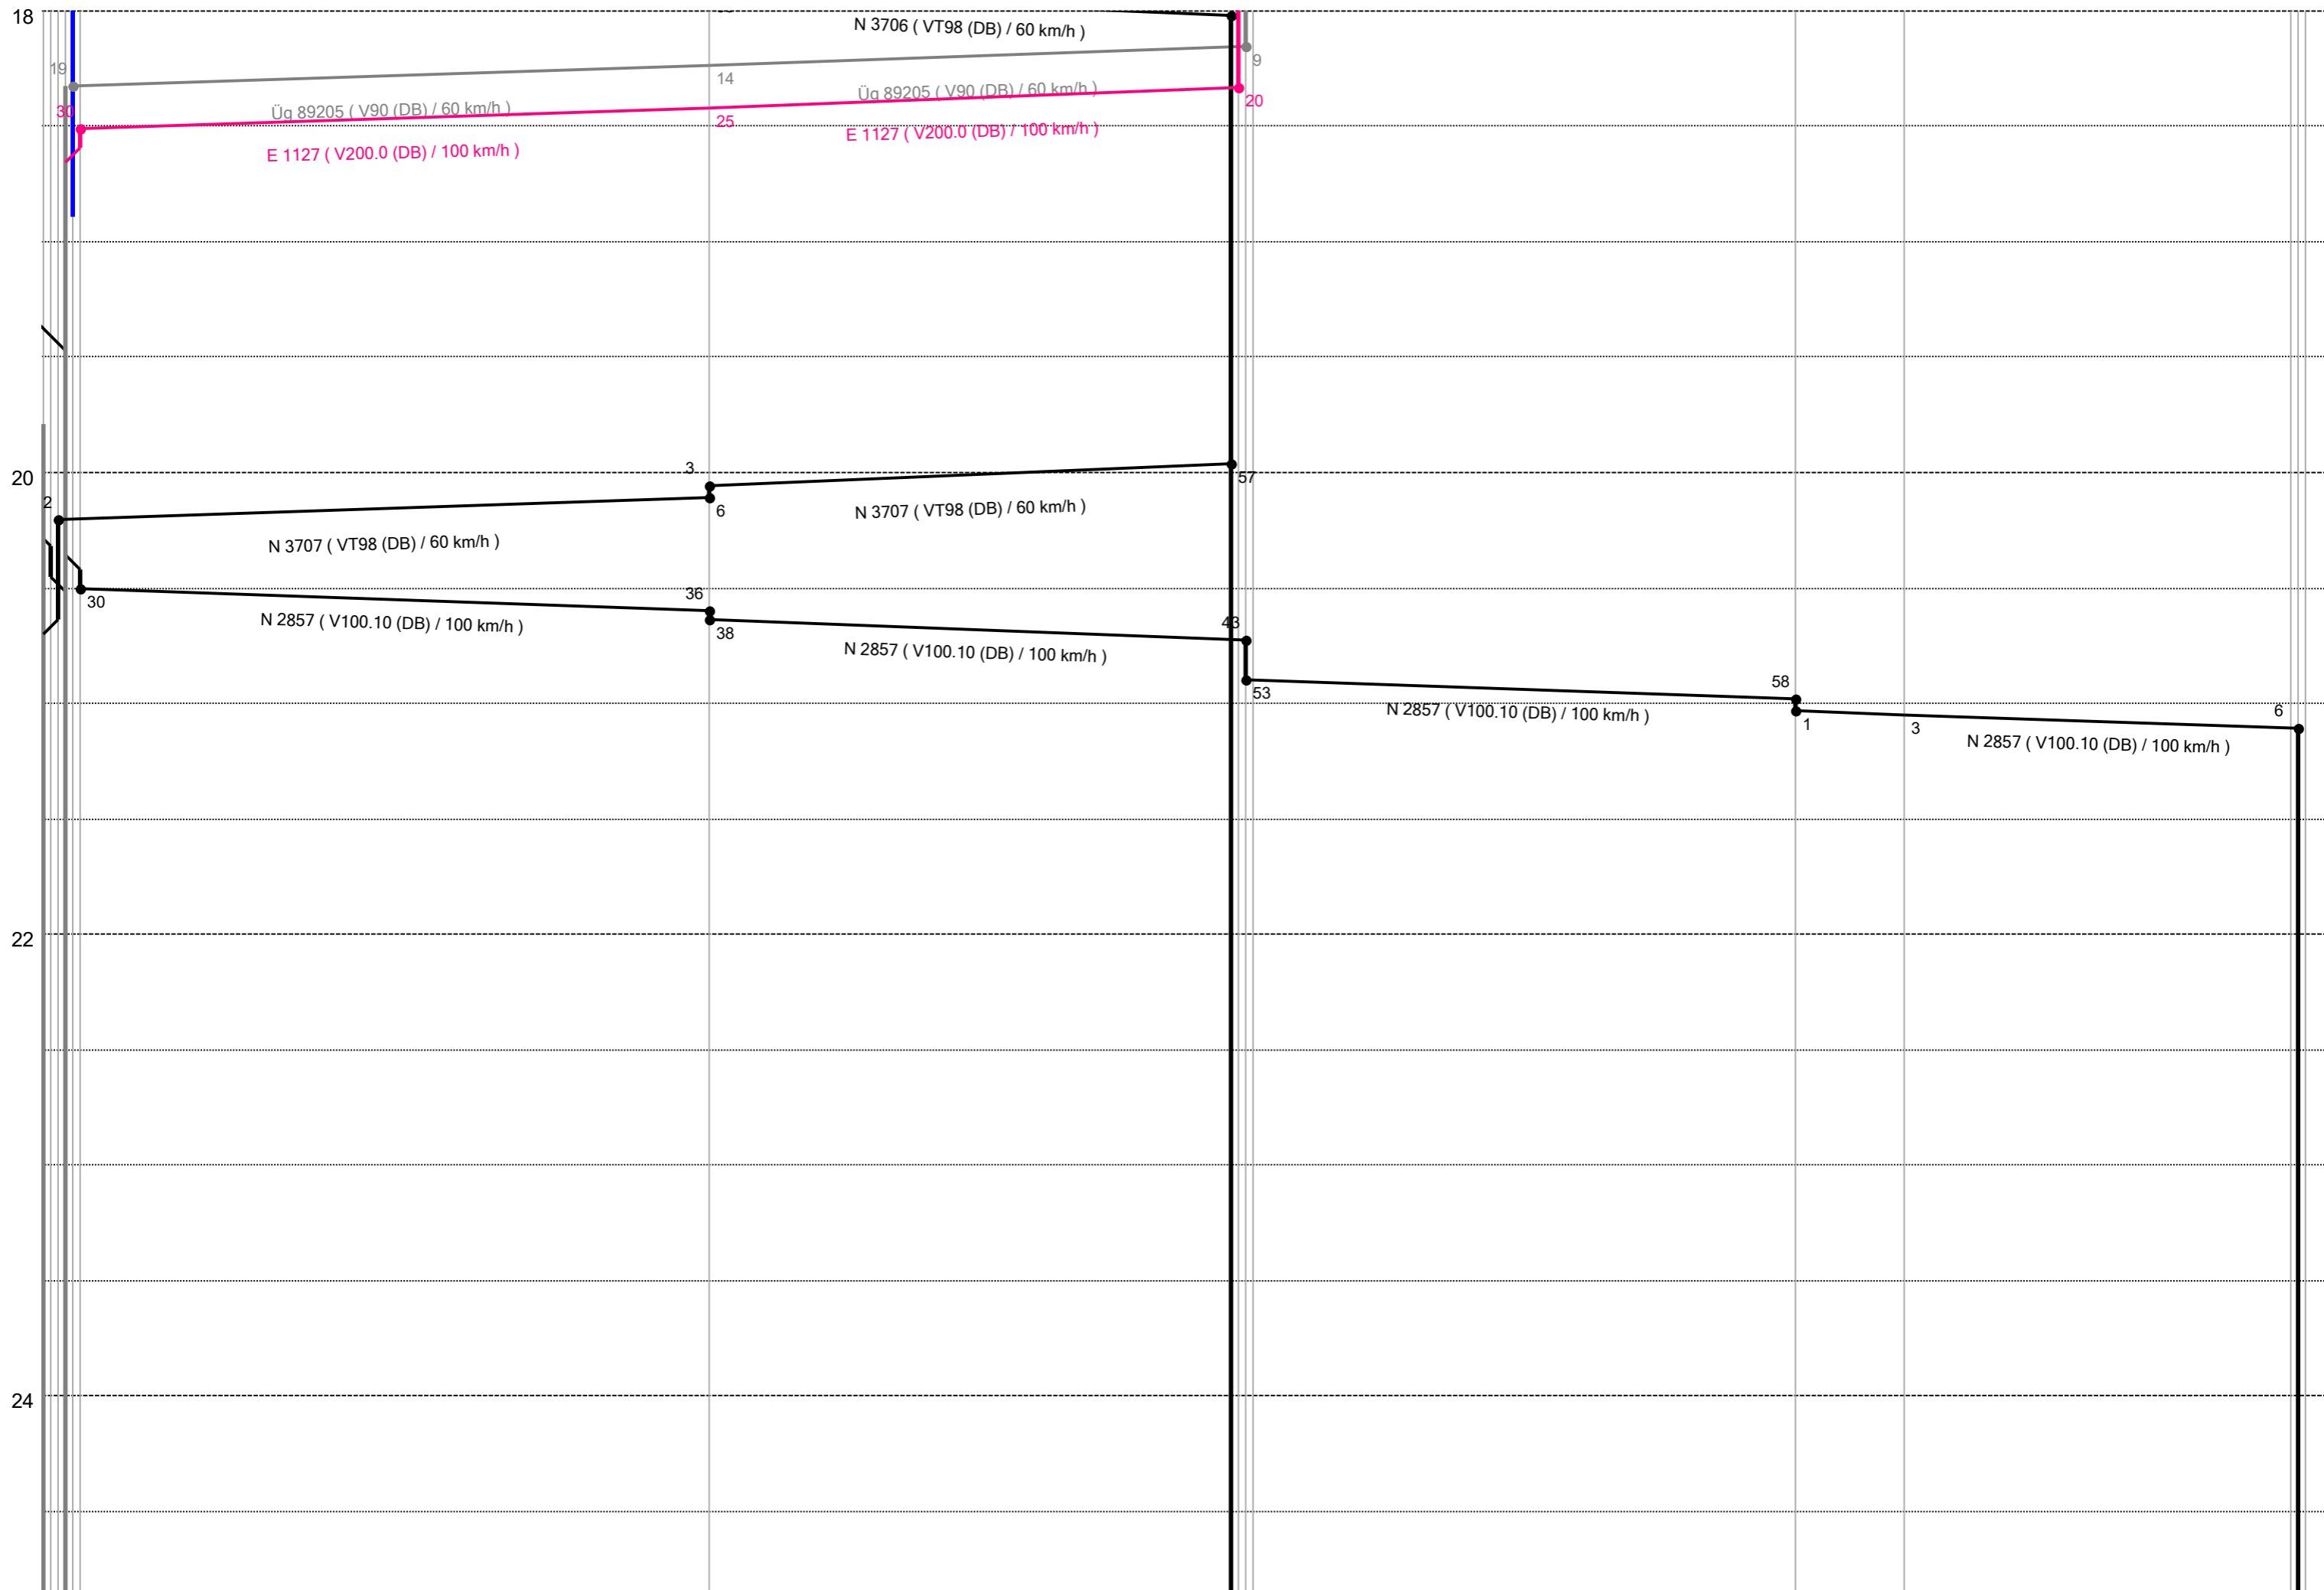 18
N 3706 ( VT98 (DB) / 60 km/h )
19
14
9
Üg 89205 ( V90 (DB) / 60 km/h )
Üg 89205 ( V90 (DB) / 60 km/h )
30
25
20
E 1127 ( V200.0 (DB) / 100 km/h )
E 1127 ( V200.0 (DB) / 100 km/h )
20
3
57
2
6
N 3707 ( VT98 (DB) / 60 km/h )
N 3707 ( VT98 (DB) / 60 km/h )
30
36
N 2857 ( V100.10 (DB) / 100 km/h )
38
43
N 2857 ( V100.10 (DB) / 100 km/h )
53
58
N 2857 ( V100.10 (DB) / 100 km/h )
1
3
6
N 2857 ( V100.10 (DB) / 100 km/h )
22
24